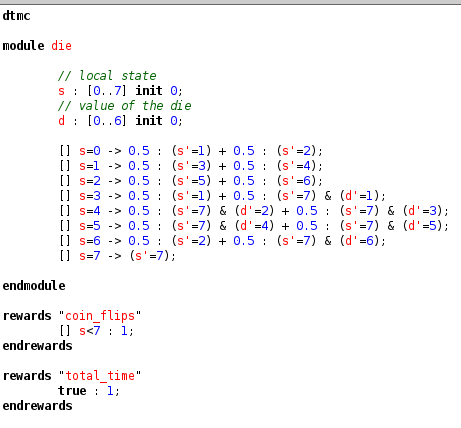 dtmc
module die
// local state
s : [0..7] init 0;
// value of the die
d : [0..6] init 0;
[] s=0 -> 0.5 : (s'=1) + 0.5 : (s'=2);
[] s=1 -> 0.5 : (s'=3) + 0.5 : (s'=4);
[] s=2 -> 0.5 : (s'=5) + 0.5 : (s'=6);
[] s=3 -> 0.5 : (s'=1) + 0.5 : (s'=7) & (d'=1);
[] s=4 -> 0.5 : (s'=7) & (d'=2) + 0.5 : (s'=7) & (d'=3);
[] s=5 -> 0.5 : (s'=7) & (d'=4) + 0.5 : (s'=7) & (d'=5);
[] s=6 -> 0.5 : (s'=2) + 0.5 : (s'=7) & (d'=6);
[] s=7 -> (s'=7);
endmodule
rewards "coin_flips"
[] s<7 : 1;
endrewards
rewards "total_time"
true : 1;
endrewards